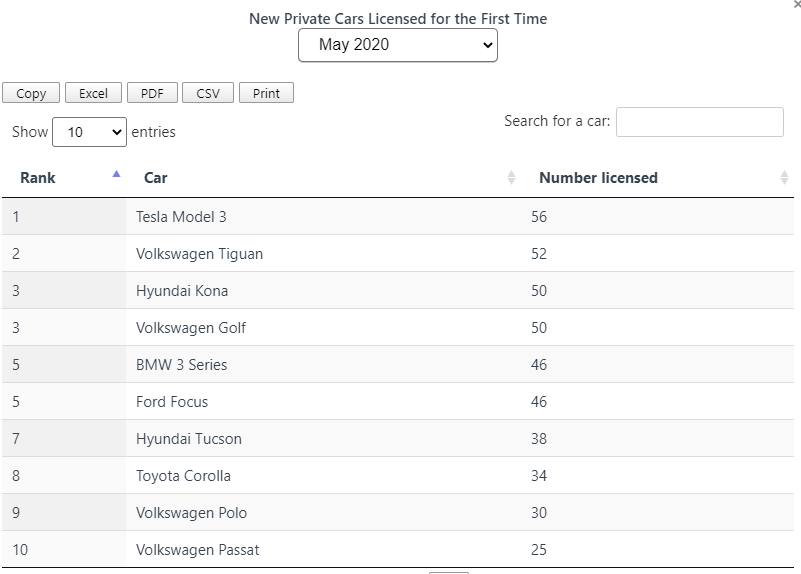 New Private Cars Licensed for the First Time
May 2020
Copy Excel PDF CSV Print
Search for a car:
Show 10 entries
Rank Car Number licensed
1 Tesla Model 3 56
2 Volkswagen Tiguan 52
3 Hyundai Kona 50
3 Volkswagen Golf 50
5 BMW 3 Series 46
5 Ford Focus 46
7 Hyundai Tucson 38
8 Toyota Corolla 34
9 Volkswagen Polo 30
10 Volkswagen Passat 25